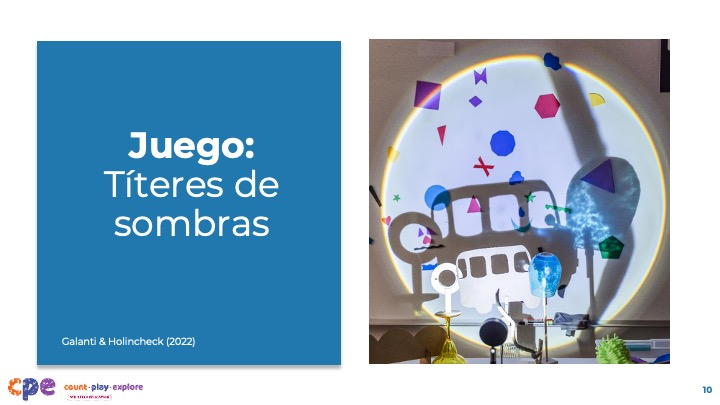 Juego:
Títeres de
sombras
Galanti & Holincheck (2022)
cpe
count·play·explore
10